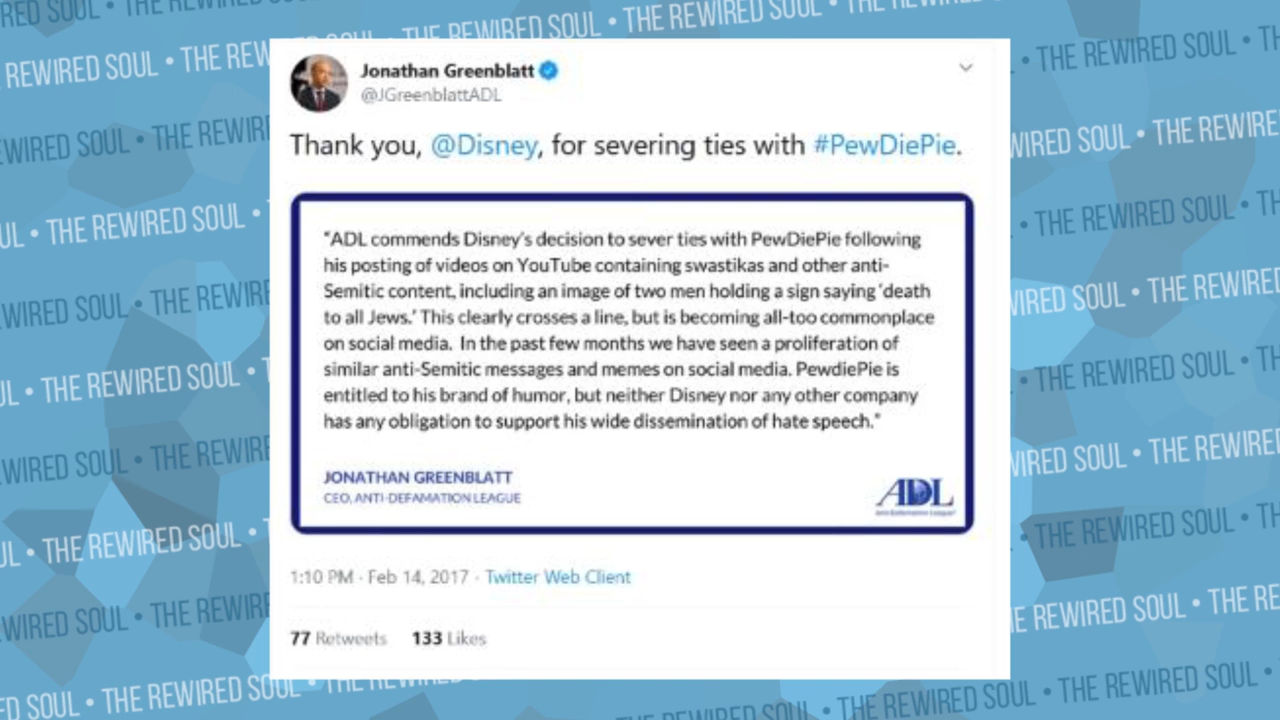 THE REWIRED SOUL • THE REWIRED SOUL • THE REWIRED SOUL
Jonathan Greenblatt
@JGreenblattADL
Thank you, @Disney, for severing ties with #PewDiePie.
"ADL commends Disney's decision to sever ties with PewDiePie following
his posting of videos on YouTube containing swastikas and other anti-
Semitic content, including an image of two men holding a sign saying 'death
to all Jews.' This clearly crosses a line, but is becoming all-too commonplace
on social media. In the past few months we have seen a proliferation of
similar anti-Semitic messages and memes on social media. PewdiePie is
entitled to his brand of humor, but neither Disney nor any other company
has any obligation to support his wide dissemination of hate speech."
JONATHAN GREENBLATT
CEO, ANTI-DEFAMATION LEAGUE
ADL
Anti-Defamation League
1:10 PM · Feb 14, 2017 · Twitter Web Client
77 Retweets 133 Likes